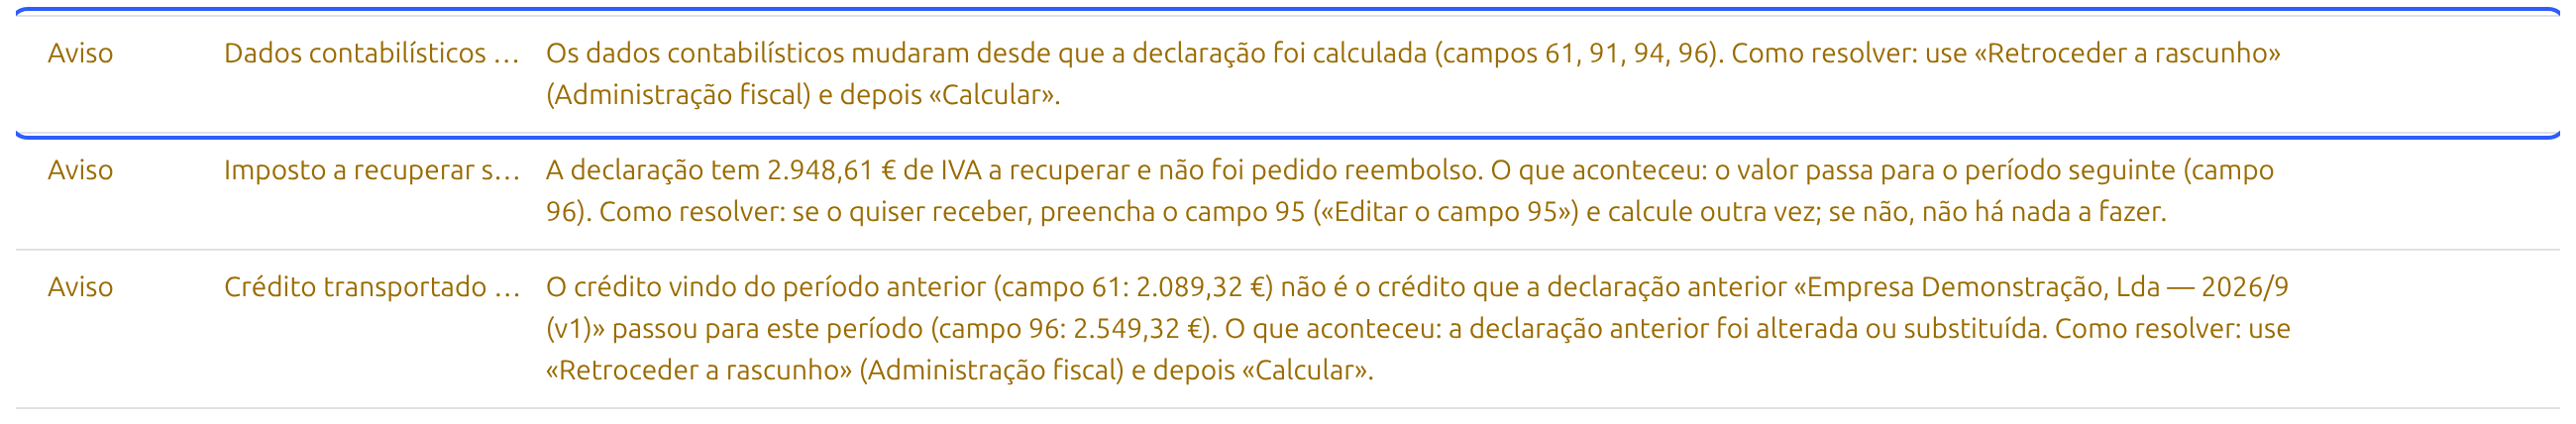 Aviso Dados contabilísticos … Os dados contabilísticos mudaram desde que a declaração foi calculada (campos 61, 91, 94, 96). Como resolver: use «Retroceder a rascunho»
(Administração fiscal) e depois «Calcular».
Aviso Imposto a recuperar s… A declaração tem 2.948,61 € de IVA a recuperar e não foi pedido reembolso. O que aconteceu: o valor passa para o período seguinte (campo
96). Como resolver: se o quiser receber, preencha o campo 95 («Editar o campo 95») e calcule outra vez; se não, não há nada a fazer.
Aviso Crédito transportado … O crédito vindo do período anterior (campo 61: 2.089,32 €) não é o crédito que a declaração anterior «Empresa Demonstração, Lda — 2026/9
(v1)» passou para este período (campo 96: 2.549,32 €). O que aconteceu: a declaração anterior foi alterada ou substituída. Como resolver: use
«Retroceder a rascunho» (Administração fiscal) e depois «Calcular».